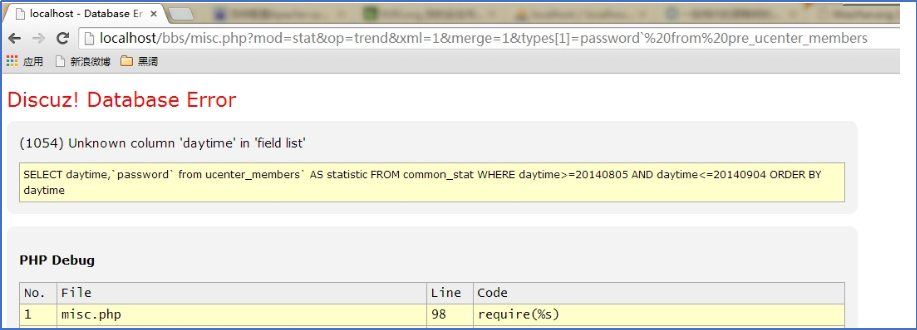 localhost - Database Er
localhost/bbs/misc.php?mod=stat&op=trend&xml=1&merge=1&types[1]=password`%20from%20pre_ucenter_members
应用 新浪微博 黑阔
Discuz! Database Error
(1054) Unknown column 'daytime' in 'field list'
SELECT daytime,`password` from ucenter_members` AS statistic FROM common_stat WHERE daytime>=20140805 AND daytime<=20140904 ORDER BY
daytime
PHP Debug
No. File Line Code
1 misc.php 98 require(%s)